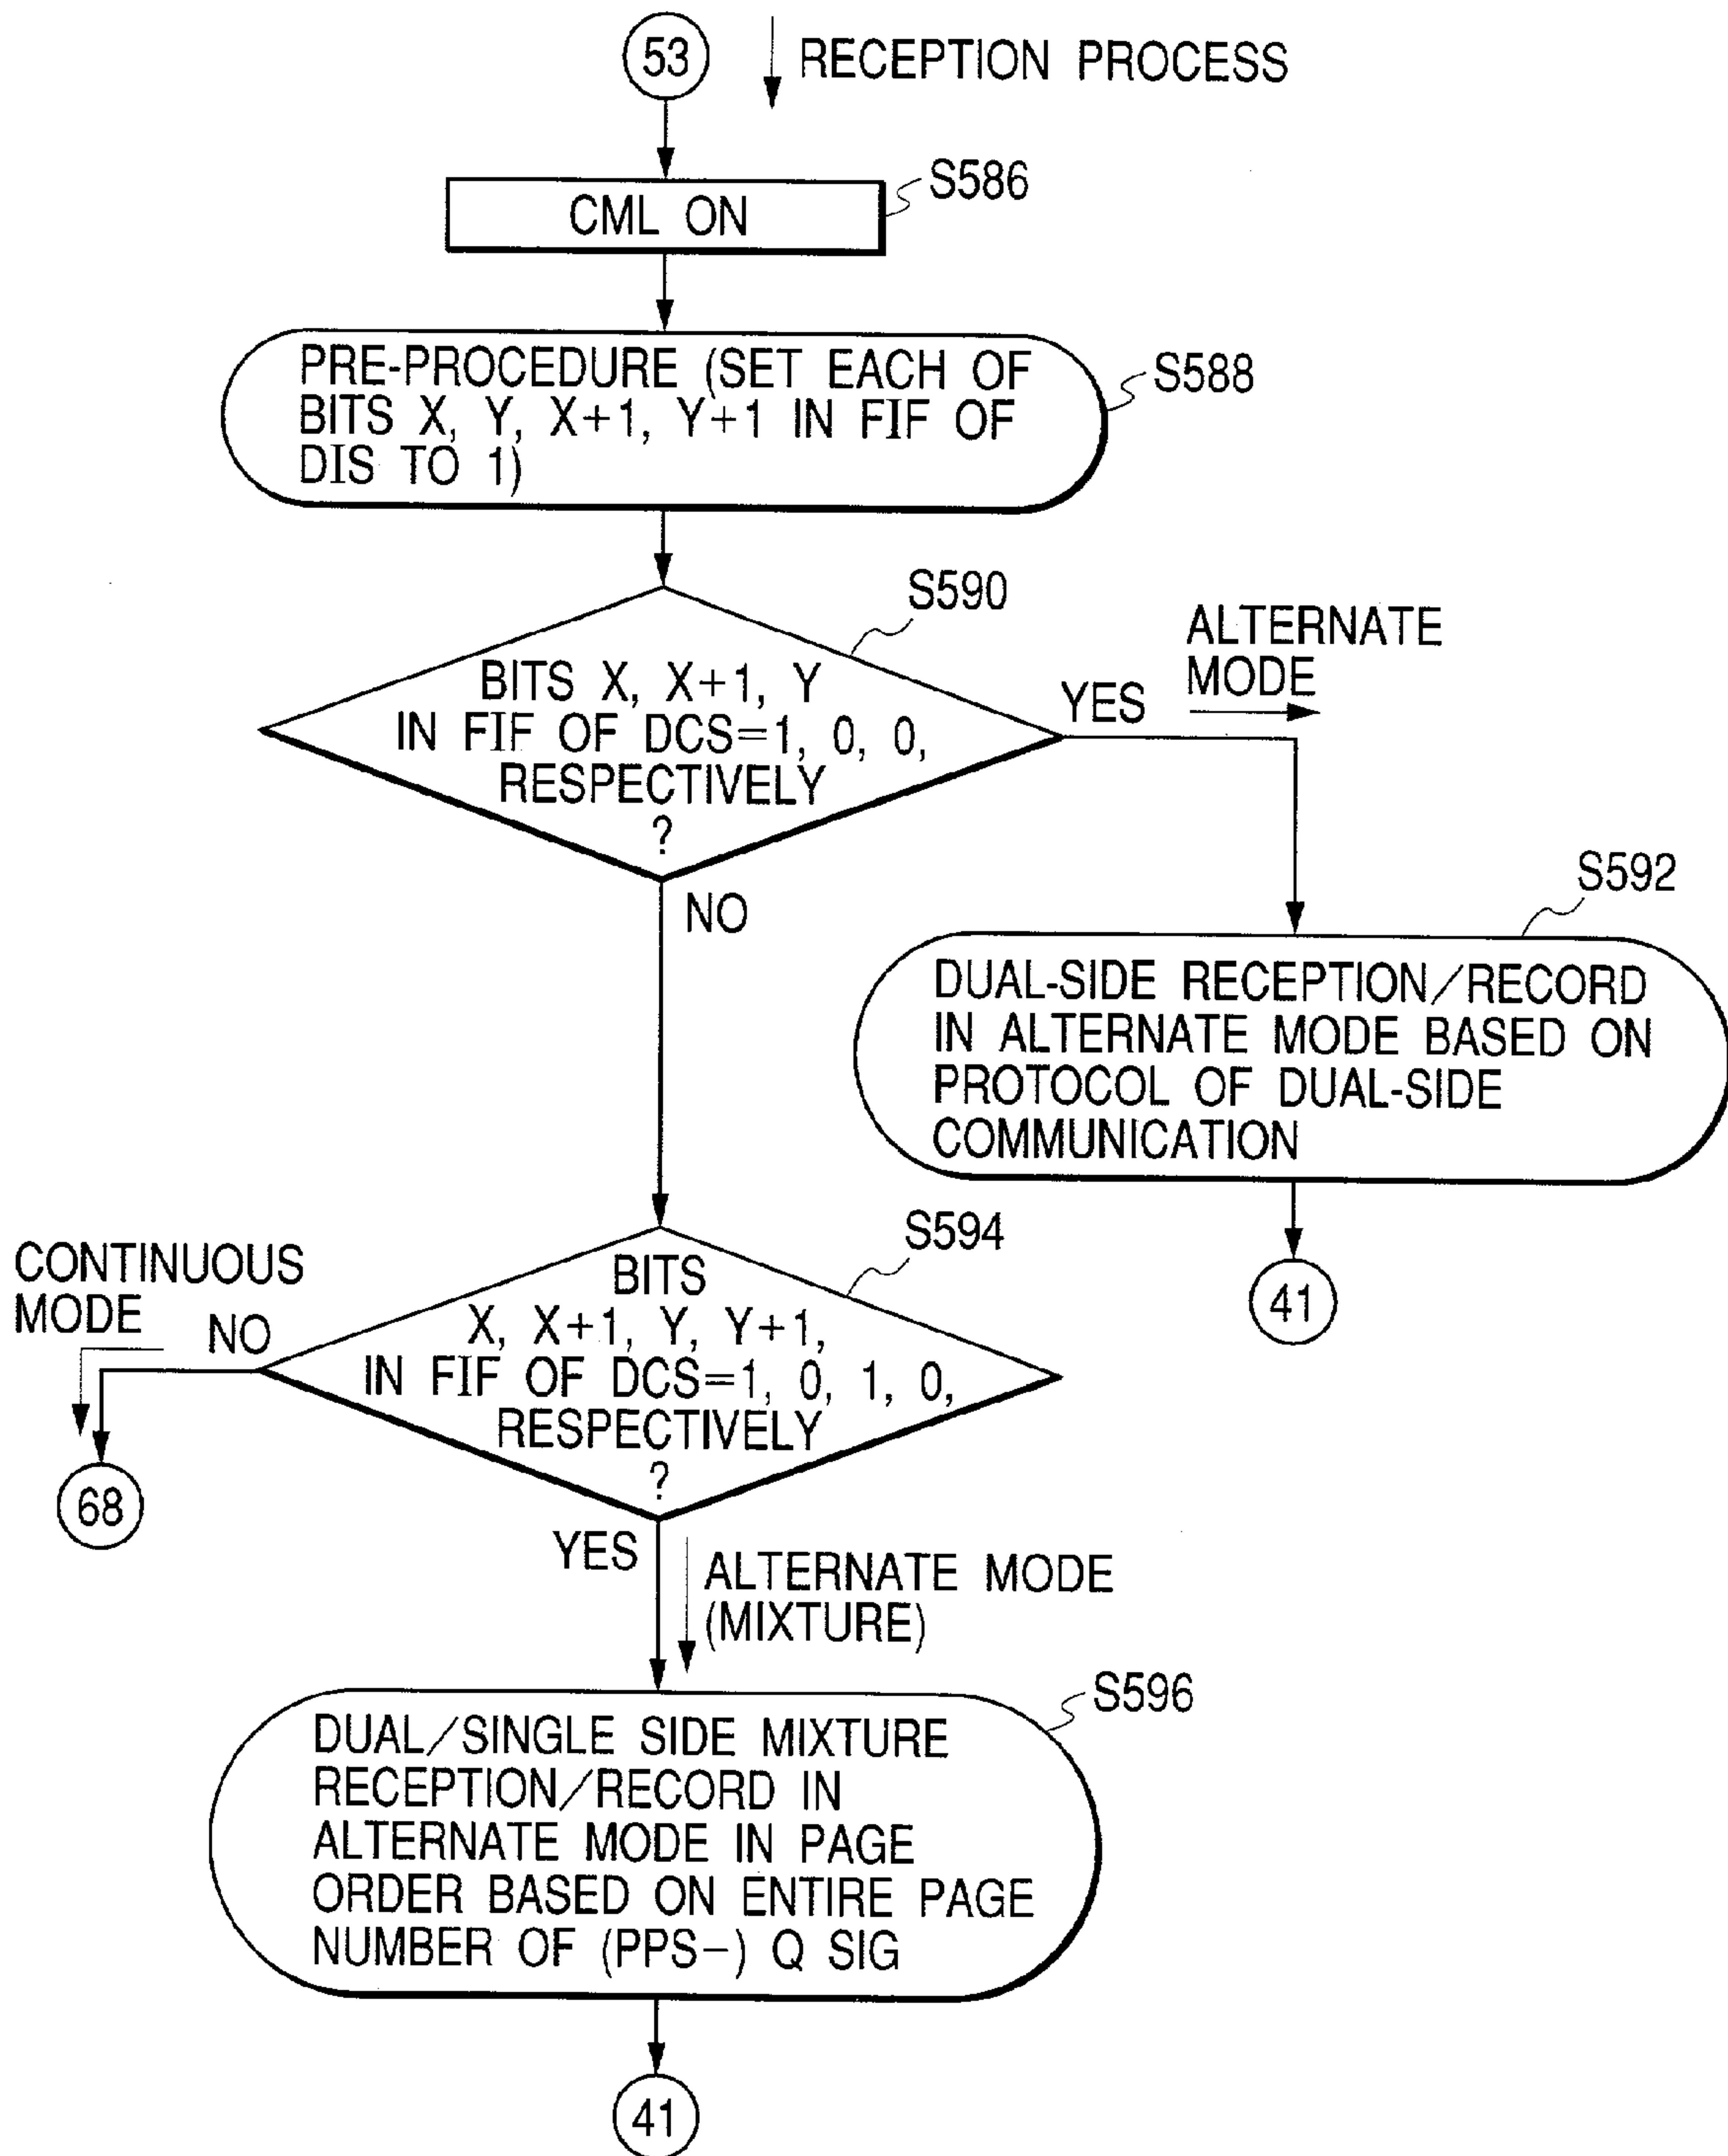 53
RECEPTION PROCESS
S586
CML ON
S588
PRE-PROCEDURE (SET EACH OF
BITS X, Y, X+1, Y+1 IN FIF OF
DIS TO 1)
S590
BITS X, X+1, Y
IN FIF OF DCS=1, 0, 0,
RESPECTIVELY
?
YES
ALTERNATE
MODE
NO
S592
DUAL-SIDE RECEPTION/RECORD
IN ALTERNATE MODE BASED ON
PROTOCOL OF DUAL-SIDE
COMMUNICATION
41
S594
BITS
X, X+1, Y, Y+1,
IN FIF OF DCS=1, 0, 1, 0,
RESPECTIVELY
?
CONTINUOUS
MODE
NO
68
YES
ALTERNATE MODE
(MIXTURE)
S596
DUAL/SINGLE SIDE MIXTURE
RECEPTION/RECORD IN
ALTERNATE MODE IN PAGE
ORDER BASED ON ENTIRE PAGE
NUMBER OF (PPS-) Q SIG
41